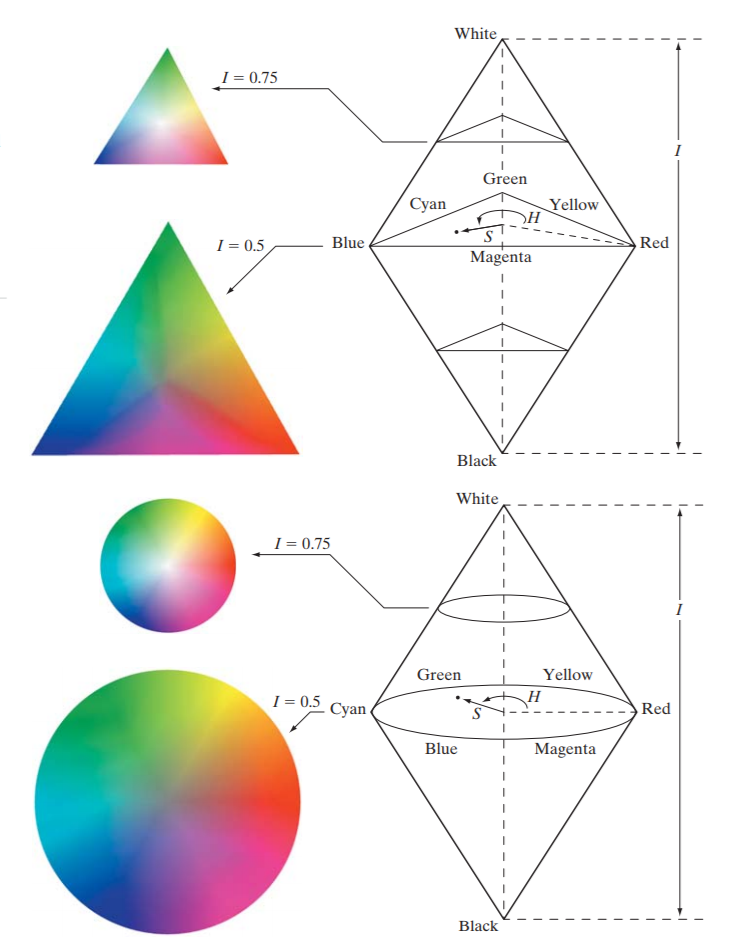 White
I = 0.75
I
Green
Cyan
Yellow
H
I = 0.5
Blue
S
Red
Magenta
Black
White
I = 0.75
I
Green
Yellow
I = 0.5
Cyan
H
S
Red
Blue
Magenta
Black